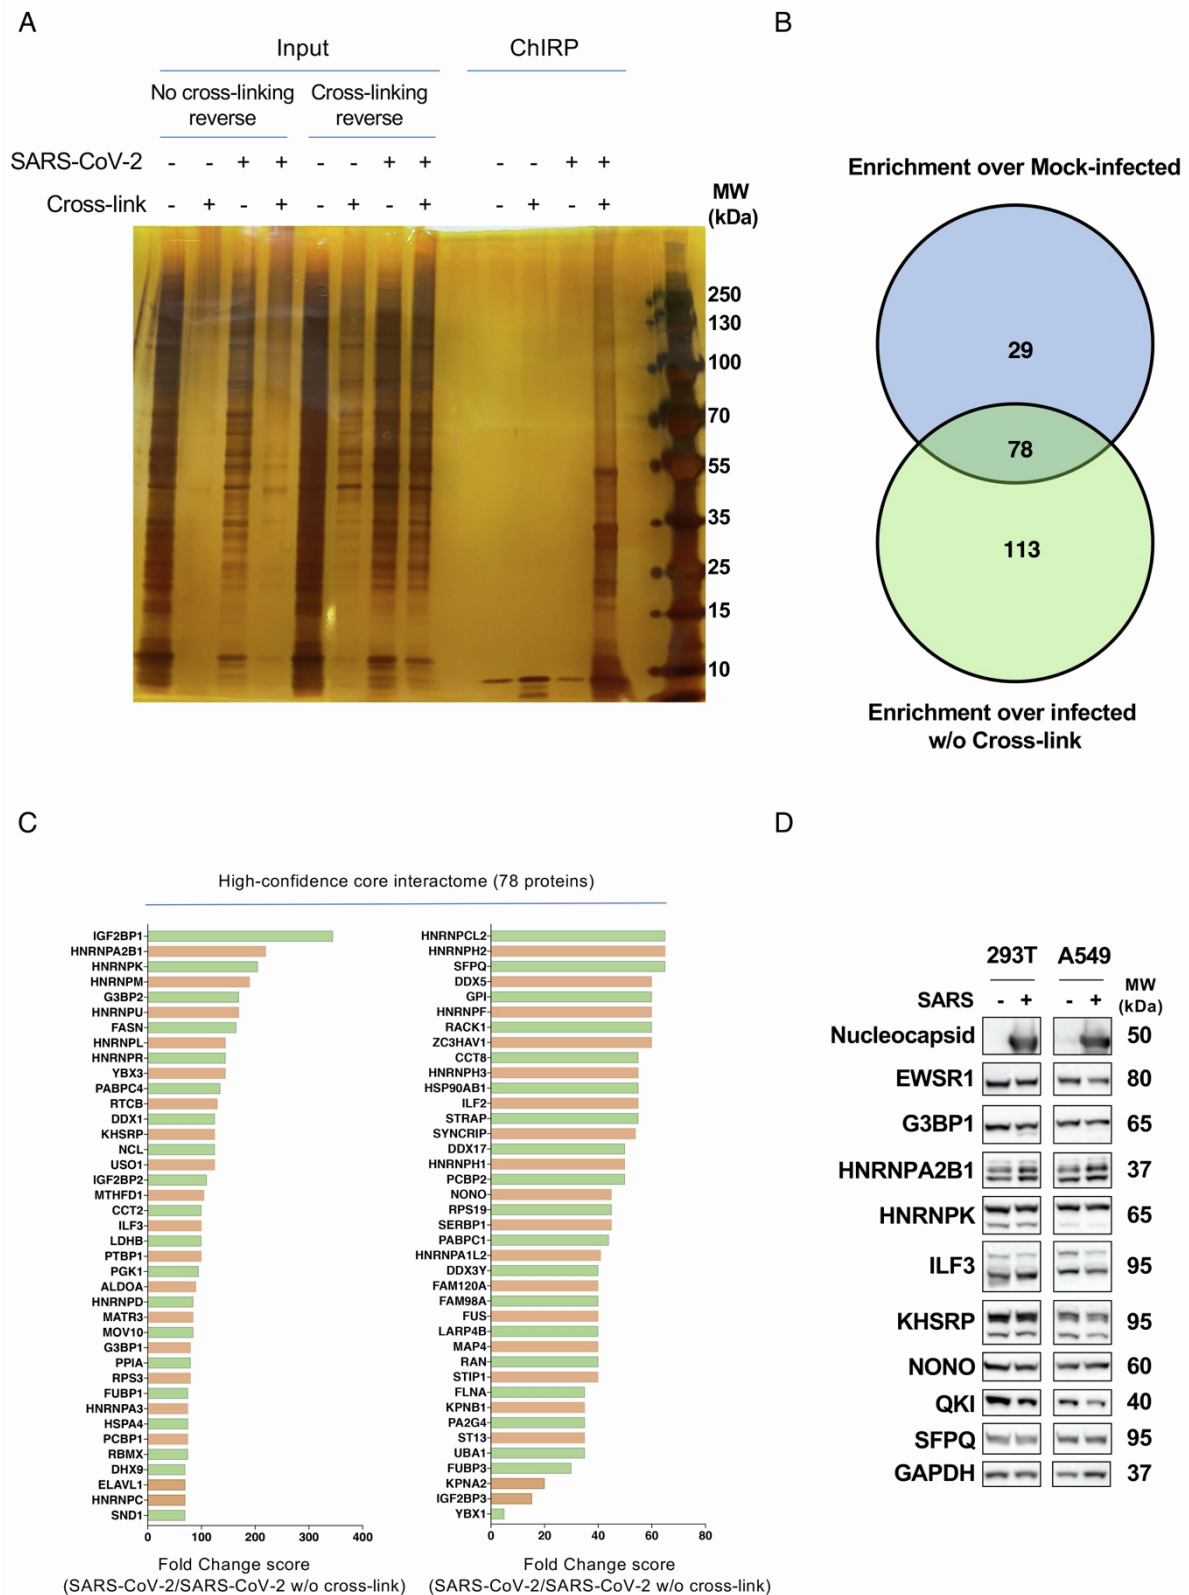 A
Input
ChIRP
No cross-linking
reverse
Cross-linking
reverse
SARS-CoV-2 - - + + - - + + - - + +
Cross-link - + - + - + - + - + - +
MW
(kDa)
250
130
100
70
55
35
25
15
10
B
Enrichment over Mock-infected
29
78
113
Enrichment over infected
w/o Cross-link
C
High-confidence core interactome (78 proteins)
IGF2BP1
HNRNPA2B1
HNRNPK
HNRNPM
G3BP2
HNRNPU
FASN
HNRNPL
HNRNPR
YBX3
PABPC4
RTCB
DDX1
KHSRP
NCL
USO1
IGF2BP2
MTHFD1
CCT2
ILF3
LDHB
PTBP1
PGK1
ALDOA
HNRNPD
MATR3
MOV10
G3BP1
PPIA
RPS3
FUBP1
HNRNPA3
HSPA4
PCBP1
RBMX
DHX9
ELAVL1
HNRNPC
SND1
0 100 200 300 400
Fold Change score
(SARS-CoV-2/SARS-CoV-2 w/o cross-link)
HNRNPCL2
HNRNPH2
SFPQ
DDX5
GPI
HNRNPF
RACK1
ZC3HAV1
CCT8
HNRNPH3
HSP90AB1
ILF2
STRAP
SYNCRIP
DDX17
HNRNPH1
PCBP2
NONO
RPS19
SERBP1
PABPC1
HNRNPA1L2
DDX3Y
FAM120A
FAM98A
FUS
LARP4B
MAP4
RAN
STIP1
FLNA
KPNB1
PA2G4
ST13
UBA1
FUBP3
KPNA2
IGF2BP3
YBX1
0 20 40 60 80
Fold Change score
(SARS-CoV-2/SARS-CoV-2 w/o cross-link)
D
293T A549
MW
(kDa)
SARS - + - +
Nucleocapsid 50
EWSR1 80
G3BP1 65
HNRNPA2B1 37
HNRNPK 65
ILF3 95
KHSRP 95
NONO 60
QKI 40
SFPQ 95
GAPDH 37